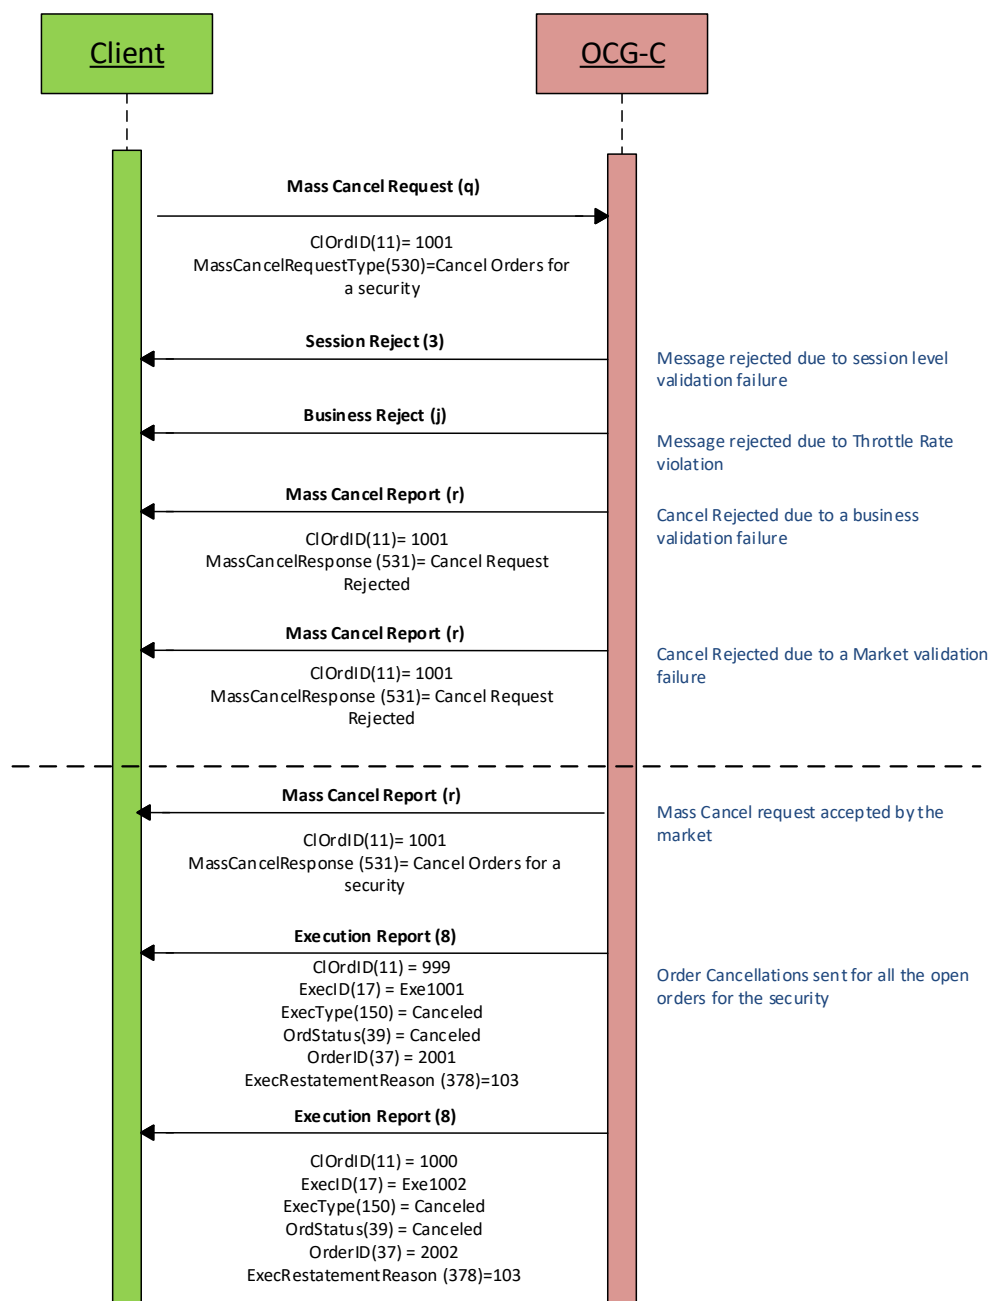 Client
OCG-C
Mass Cancel Request (q)
ClOrdID(11)= 1001
MassCancelRequestType(530)=Cancel Orders for
a security
Session Reject (3)
Message rejected due to session level
validation failure
Business Reject (j)
Message rejected due to Throttle Rate
violation
Mass Cancel Report (r)
Cancel Rejected due to a business
validation failure
ClOrdID(11)= 1001
MassCancelResponse (531)= Cancel Request
Rejected
Mass Cancel Report (r)
Cancel Rejected due to a Market validation
failure
ClOrdID(11)= 1001
MassCancelResponse (531)= Cancel Request
Rejected
Mass Cancel Report (r)
Mass Cancel request accepted by the
market
ClOrdID(11)= 1001
MassCancelResponse (531)= Cancel Orders for a
security
Execution Report (8)
Order Cancellations sent for all the open
orders for the security
ClOrdID(11) = 999
ExecID(17) = Exe1001
ExecType(150) = Canceled
OrdStatus(39) = Canceled
OrderID(37) = 2001
ExecRestatementReason (378)=103
Execution Report (8)
ClOrdID(11) = 1000
ExecID(17) = Exe1002
ExecType(150) = Canceled
OrdStatus(39) = Canceled
OrderID(37) = 2002
ExecRestatementReason (378)=103